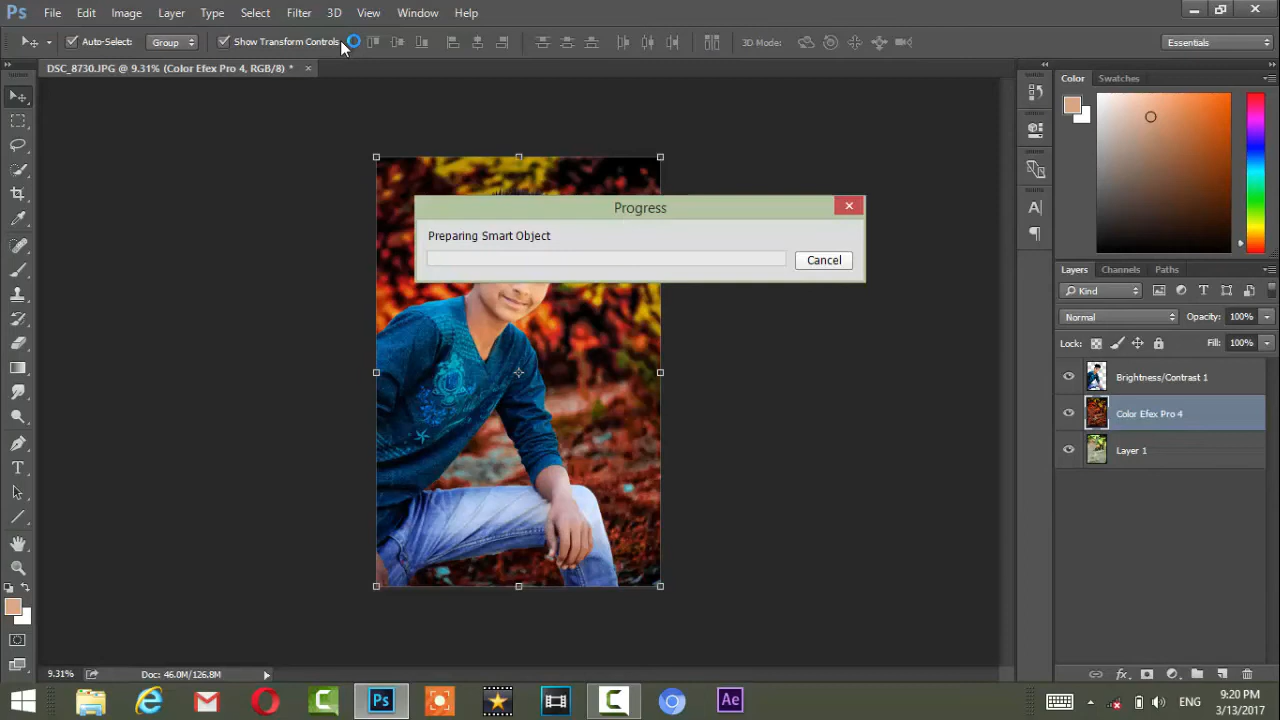 Ps File Edit Image Layer Type Select Filter 3D View Window Help
Auto-Select: Group Show Transform Controls 3D Mode: Essentials
DSC_8730.JPG @ 9.31% (Color Efex Pro 4, RGB/8) * ×
Color Swatches
Progress
Preparing Smart Object
Cancel
Layers Channels Paths
Kind
Normal Opacity: 100%
Lock: Fill: 100%
Brightness/Contrast 1
Color Efex Pro 4
Layer 1
9.31% Doc: 46.0M/126.8M
Ps Ae ENG 9:20 PM
3/13/2017